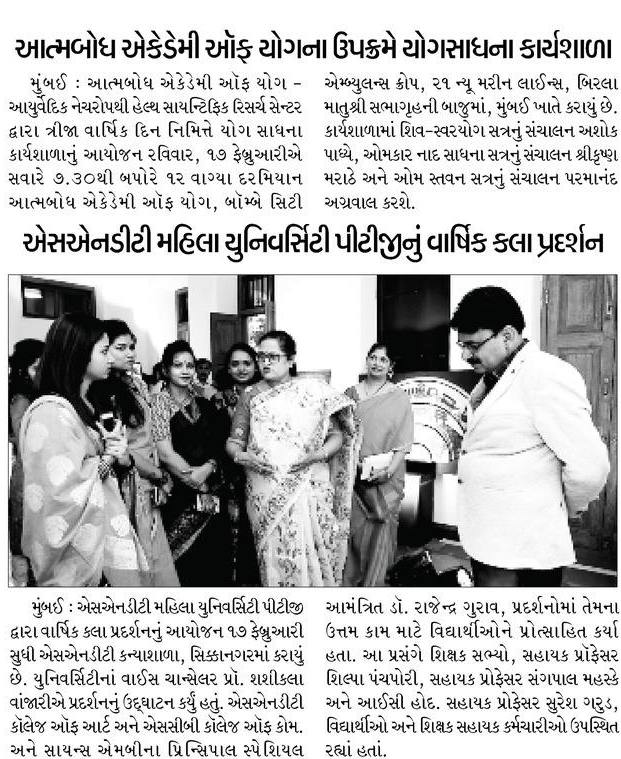 આત્મબોધ એકેડેમી ઑફ યોગના ઉપક્રમે યોગસાધના કાર્યશાળા
મુંબઈ : આત્મબોધ એકેડેમી ઑફ યોગ –
આયુર્વેદિક નેચરોપથી હેલ્થ સાયન્ટિફિક રિસર્ચ સેન્ટર
દ્વારા ત્રીજા વાર્ષિક દિન નિમિત્તે યોગ સાધના
કાર્યશાળાનું આયોજન રવિવાર, ૧૭ ફેબ્રુઆરીએ
સવારે ૭.૩૦થી બપોરે ૧૨ વાગ્યા દરમિયાન
આત્મબોધ એકેડેમી ઑફ યોગ, બૉમ્બે સિટી
એમ્બ્યુલન્સ ક્રોપ, ૨૧ ન્યૂ મરીન લાઈન્સ, બિરલા
માતુશ્રી સભાગૃહની બાજુમાં, મુંબઈ ખાતે કરાયું છે.
કાર્યશાળામાં શિવ-સ્વરયોગ સત્રનું સંચાલન અશોક
પાધ્યે, ઓમકાર નાદ સાધના સત્રનું સંચાલન શ્રીકૃષ્ણ
મરાઠે અને ઓમ સ્તવન સત્રનું સંચાલન પરમાનંદ
અગ્રવાલ કરશે.
એસએનડીટી મહિલા યુનિવર્સિટી પીટીજીનું વાર્ષિક કલા પ્રદર્શન
મુંબઈ : એસએનડીટી મહિલા યુનિવર્સિટી પીટીજી
દ્વારા વાર્ષિક કલા પ્રદર્શનનું આયોજન ૧૭ ફેબ્રુઆરી
સુધી એસએનડીટી કન્યાશાળા, સિક્કાનગરમાં કરાયું
છે. યુનિવર્સિટીનાં વાઈસ ચાન્સેલર પ્રૉ. શશીકલા
વાંજારીએ પ્રદર્શનનું ઉદ્ઘાટન કર્યું હતું. એસએનડીટી
કૉલેજ ઑફ આર્ટ અને એસસીબી કૉલેજ ઑફ કોમ.
અને સાયન્સ એમબીના પ્રિન્સિપાલ સ્પેશિયલ
આમંત્રિત ડૉ. રાજેન્દ્ર ગુરાવ, પ્રદર્શનોમાં તેમના
ઉત્તમ કામ માટે વિદ્યાર્થીઓને પ્રોત્સાહિત કર્યા
હતા. આ પ્રસંગે શિક્ષક સભ્યો, સહાયક પ્રૉફેસર
શિલ્પા પંચપોરી, સહાયક પ્રોફેસર સંગપાલ મહસ્કે
અને આઈસી હોદ. સહાયક પ્રોફેસર સુરેશ ગરુડ,
વિદ્યાર્થીઓ અને શિક્ષક સહાયક કર્મચારીઓ ઉપસ્થિત
રહ્યાં હતાં.